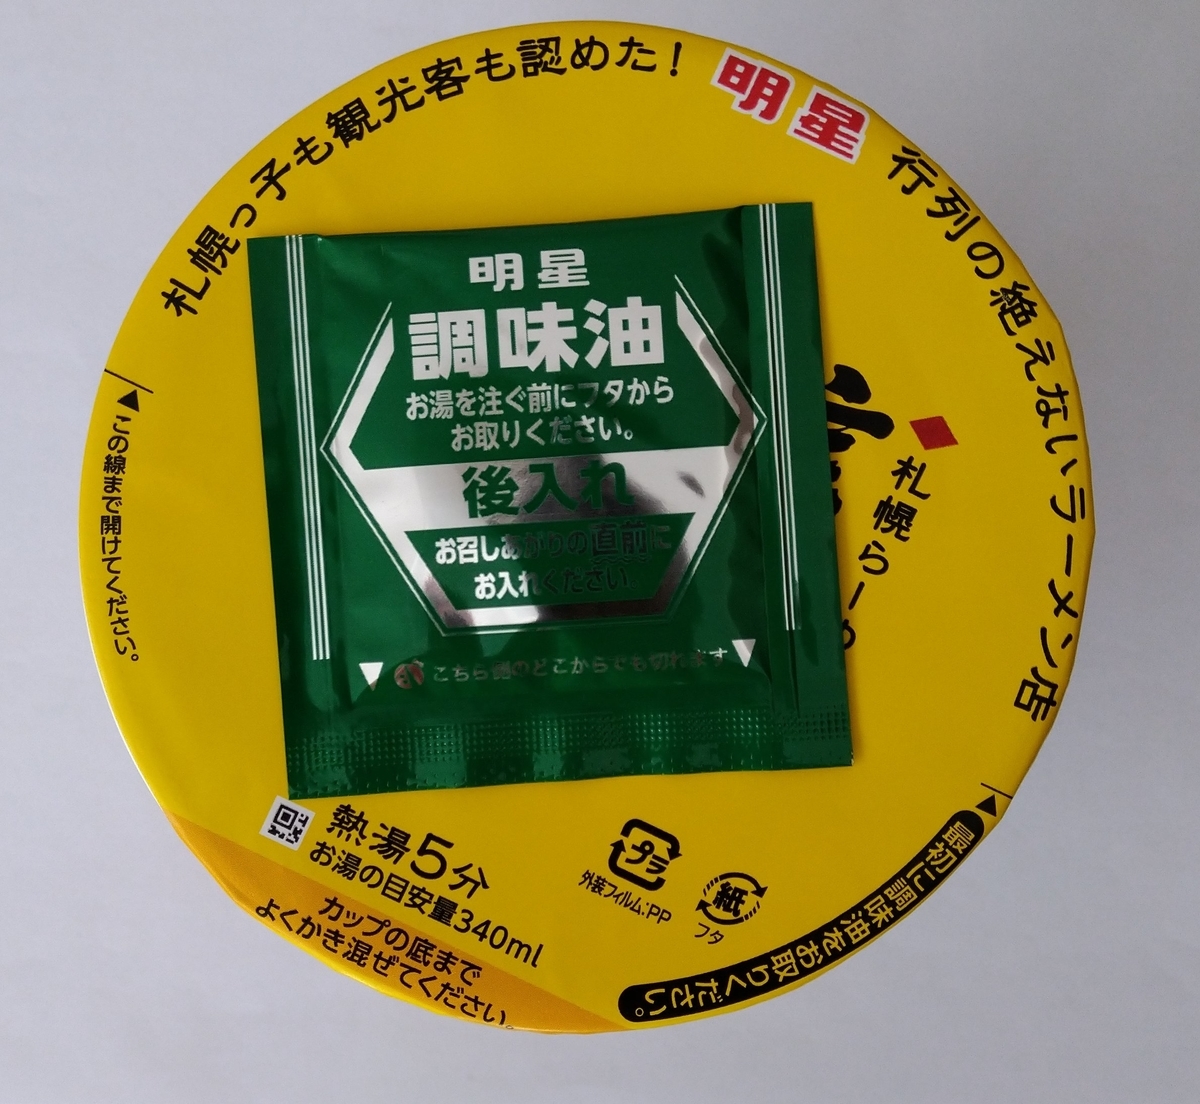 札幌っ子も観光客も認めた！
明星
行列の絶えないラーメン店
札幌らー
この線まで開けてください。
明星
調味油
お湯を注ぐ前にフタから
お取りください。
後入れ
お召しあがりの直前に
お入れください。
こちら側のどこからでも切れます
熱湯5分
お湯の目安量340ml
カップの底まで
よくかき混ぜてください。
プラ
外装フィルム:PP
紙
フタ
最初に調味油をお取りください。